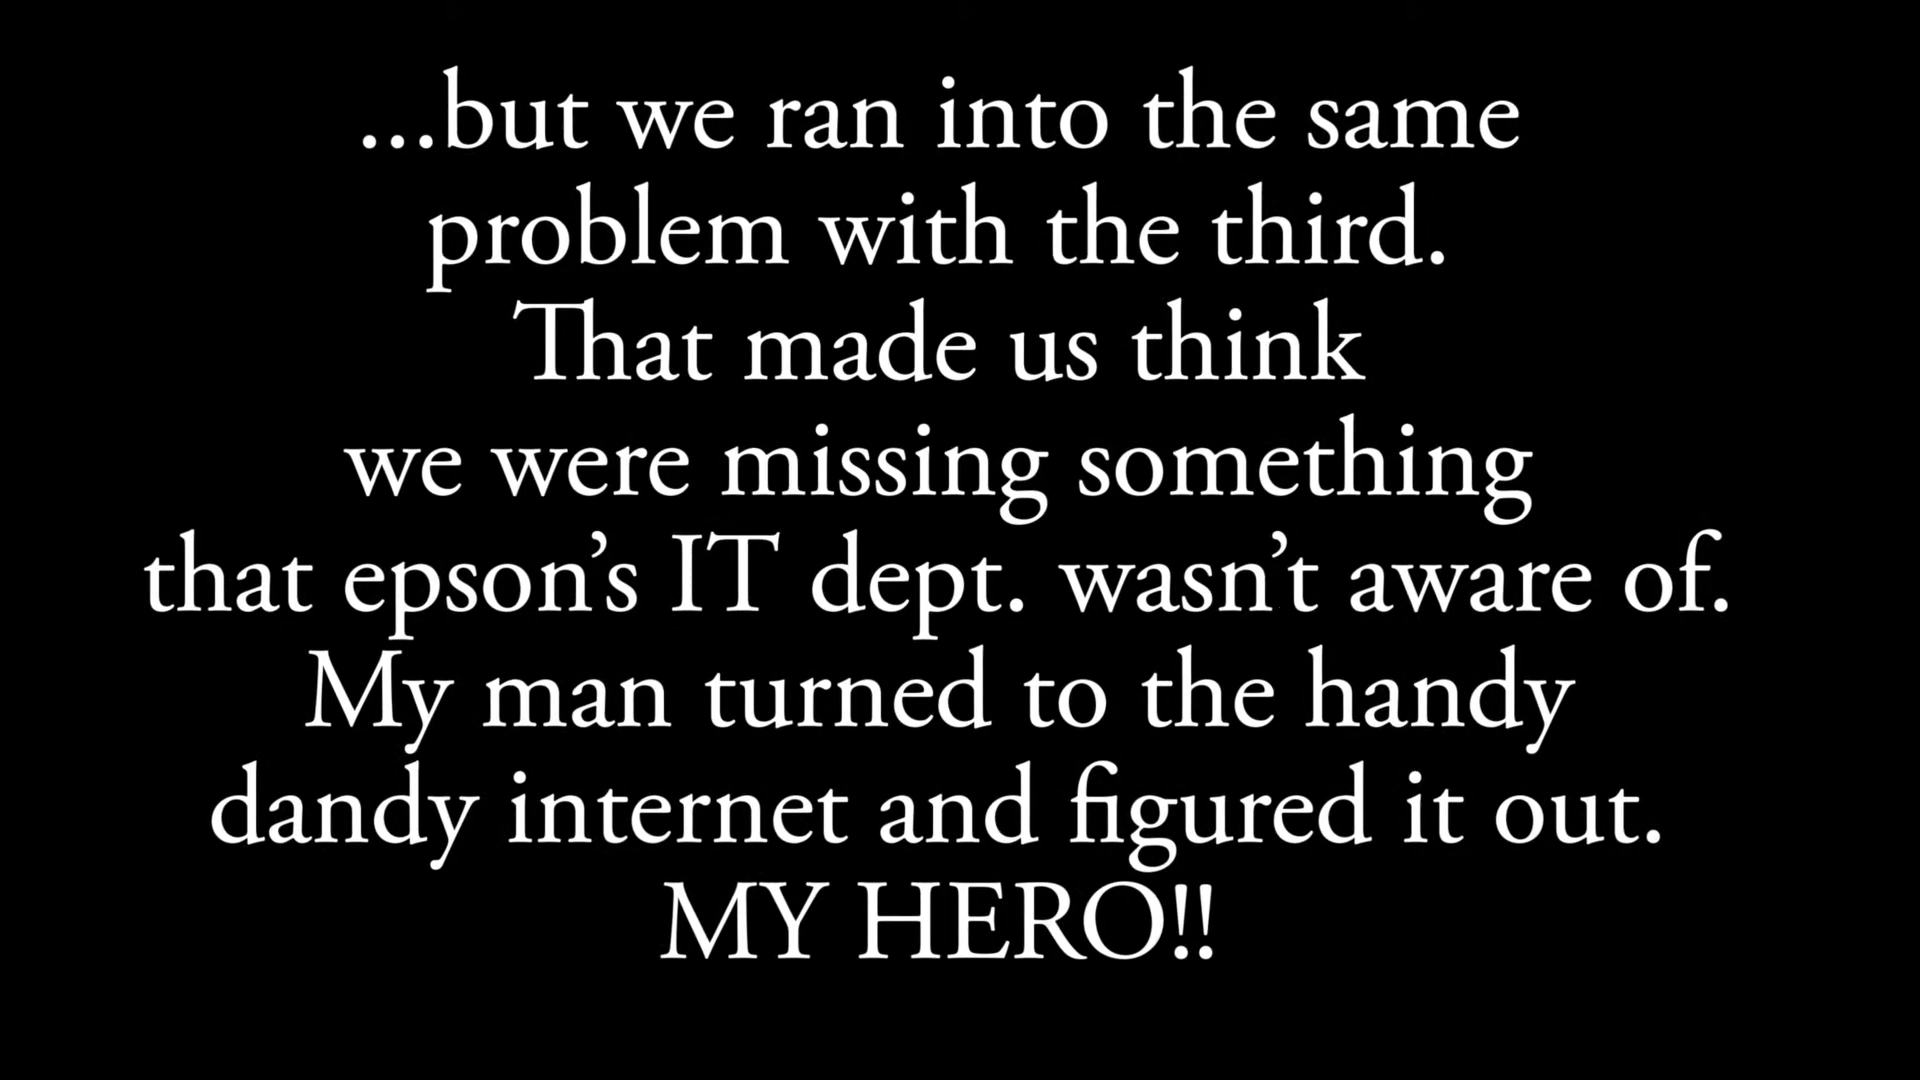 ...but we ran into the same
problem with the third.
That made us think
we were missing something
that epson’s IT dept. wasn’t aware of.
My man turned to the handy
dandy internet and figured it out.
MY HERO!!